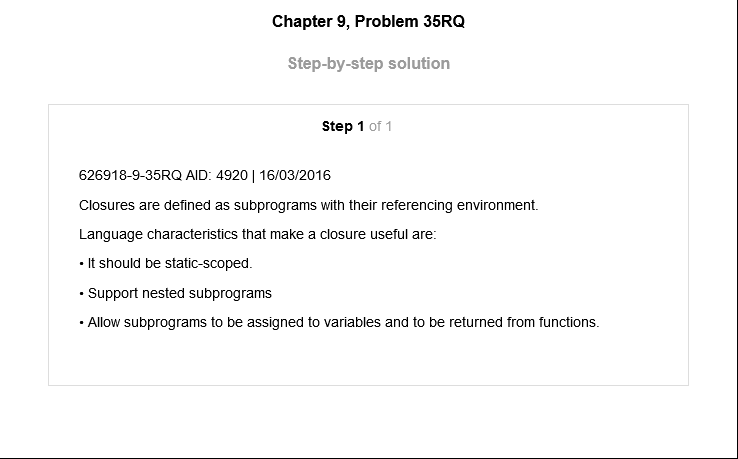 Chapter 9, Problem 35RQ
Step-by-step solution
Step 1 of 1
626918-9-35RQ AID: 4920 | 16/03/2016
Closures are defined as subprograms with their referencing environment.
Language characteristics that make a closure useful are:
• It should be static-scoped.
• Support nested subprograms
• Allow subprograms to be assigned to variables and to be returned from functions.